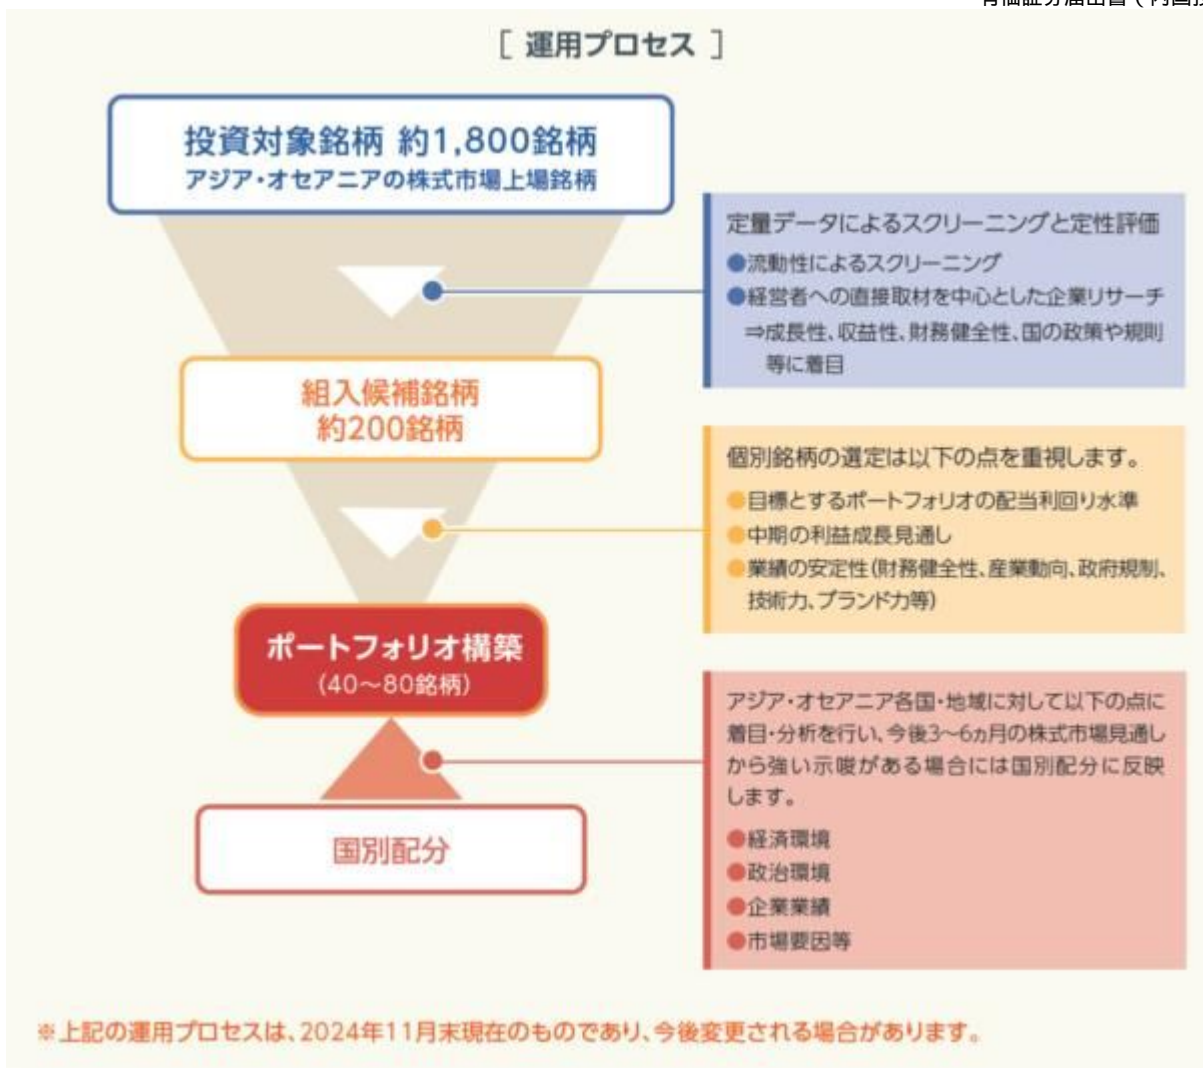 ［ 運用プロセス ］
投資対象銘柄 約1,800銘柄
アジア・オセアニアの株式市場上場銘柄
定量データによるスクリーニングと定性評価
●流動性によるスクリーニング
●経営者への直接取材を中心とした企業リサーチ
⇒成長性、収益性、財務健全性、国の政策や規則
等に着目
組入候補銘柄
約200銘柄
個別銘柄の選定は以下の点を重視します。
●目標とするポートフォリオの配当利回り水準
●中期の利益成長見通し
●業績の安定性(財務健全性、産業動向、政府規制、
技術力、ブランド力等)
ポートフォリオ構築
(40～80銘柄)
アジア・オセアニア各国・地域に対して以下の点に
着目・分析を行い、今後3～6ヵ月の株式市場見通し
から強い示唆がある場合には国別配分に反映
します。
●経済環境
●政治環境
●企業業績
●市場要因等
国別配分
※上記の運用プロセスは、2024年11月末現在のものであり、今後変更される場合があります。